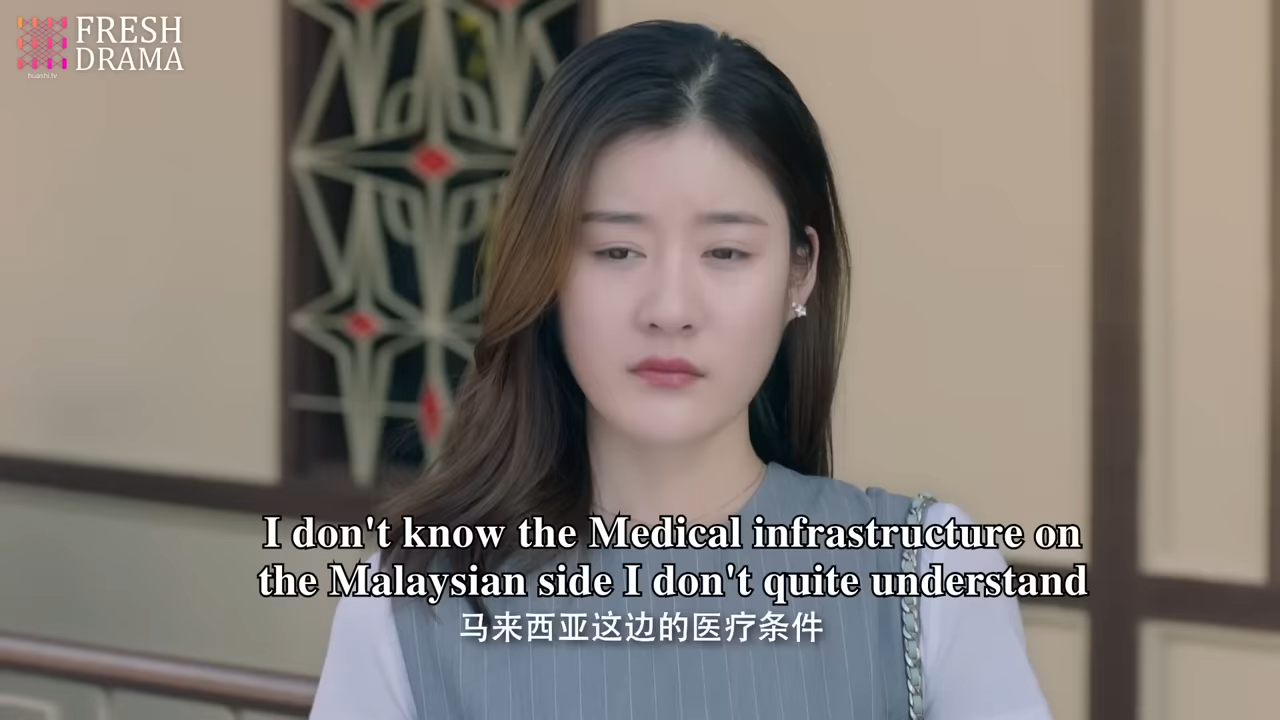 FRESH
DRAMA
huashi.tv
I don't know the Medical infrastructure on
the Malaysian side I don't quite understand
马来西亚这边的医疗条件